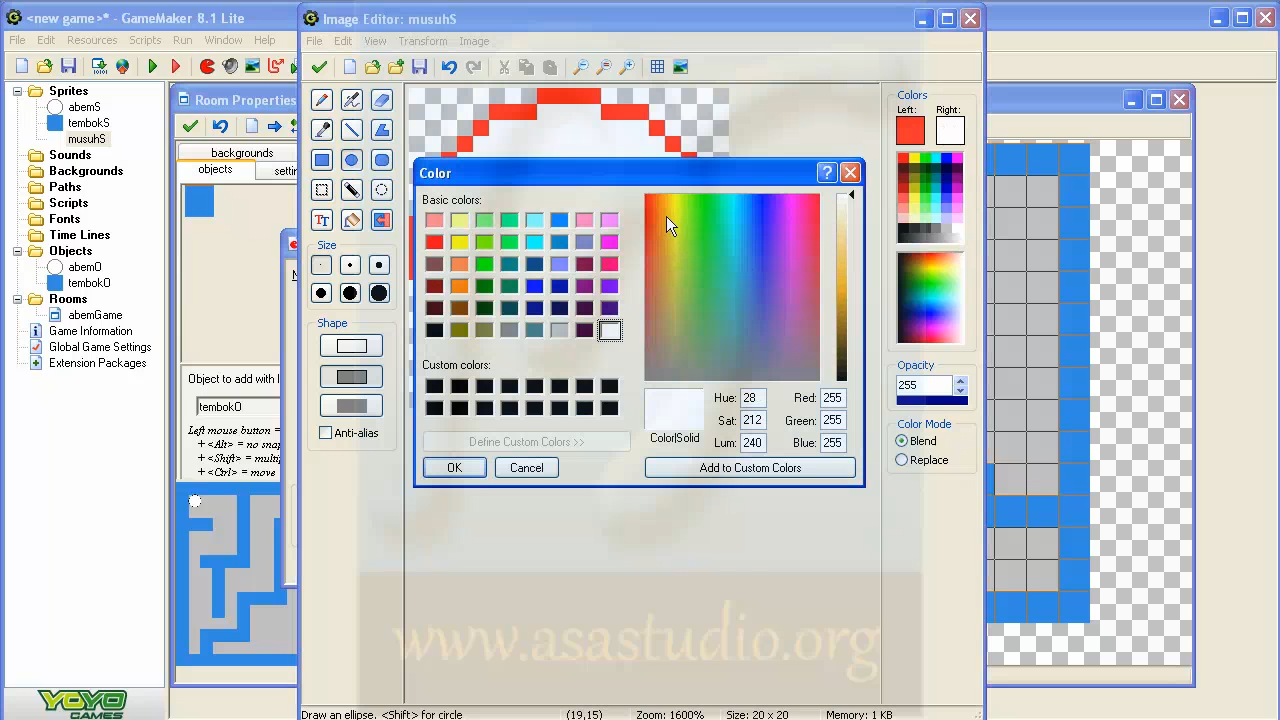 <new game>* - GameMaker 8.1 Lite
File Edit Resources Scripts Run Window Help
Sprites
abemS
tembokS
musuhS
Sounds
Backgrounds
Paths
Scripts
Fonts
Time Lines
Objects
abemO
tembokO
Rooms
abemGame
Game Information
Global Game Settings
Extension Packages
YOYO
GAMES
Room Properties
backgrounds
objects
Object to add with l
tembokO
Left mouse button =
+ <Alt> = no snap
+ <Shift> = multip
+ <Ctrl> = move
Image Editor: musuhS
File Edit View Transform Image
Size
Shape
Anti-alias
Color
Basic colors:
Custom colors:
Define Custom Colors >>
OK Cancel
Color|Solid
Hue: 28 Red: 255
Sat: 212 Green: 255
Lum: 240 Blue: 255
Add to Custom Colors
Colors
Left: Right:
Opacity
255
Color Mode
Blend
Replace
www.asastudio.org
Draw an ellipse. <Shift> for circle (19,15) Zoom: 1600% Size: 20 x 20 Memory: 1 KB